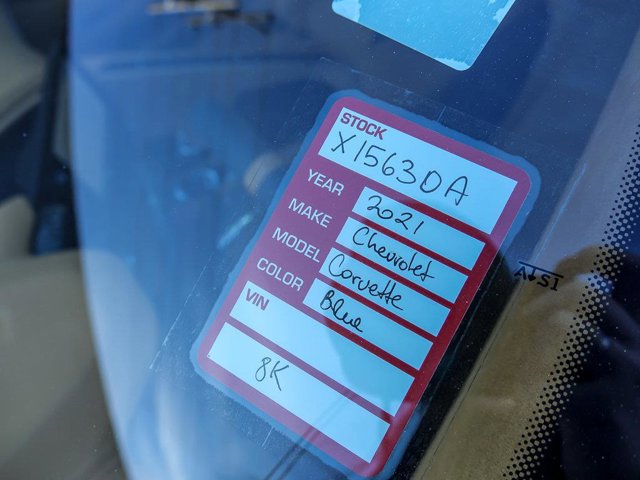 STOCK
X15630A
YEAR 2021
MAKE Chevrolet
MODEL Corvette
COLOR Blue
VIN
8K
AS1